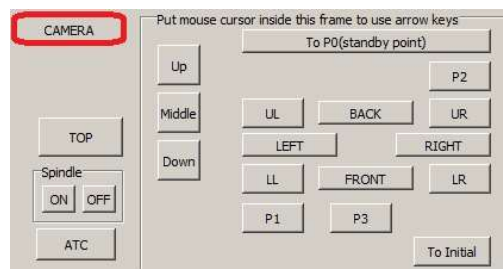 CAMERA
Put mouse cursor inside this frame to use arrow keys
To P0(standby point)
Up
P2
Middle
UL
BACK
UR
TOP
LEFT
RIGHT
Down
Spindle
LL
FRONT
LR
ON
OFF
P1
P3
ATC
To Initial